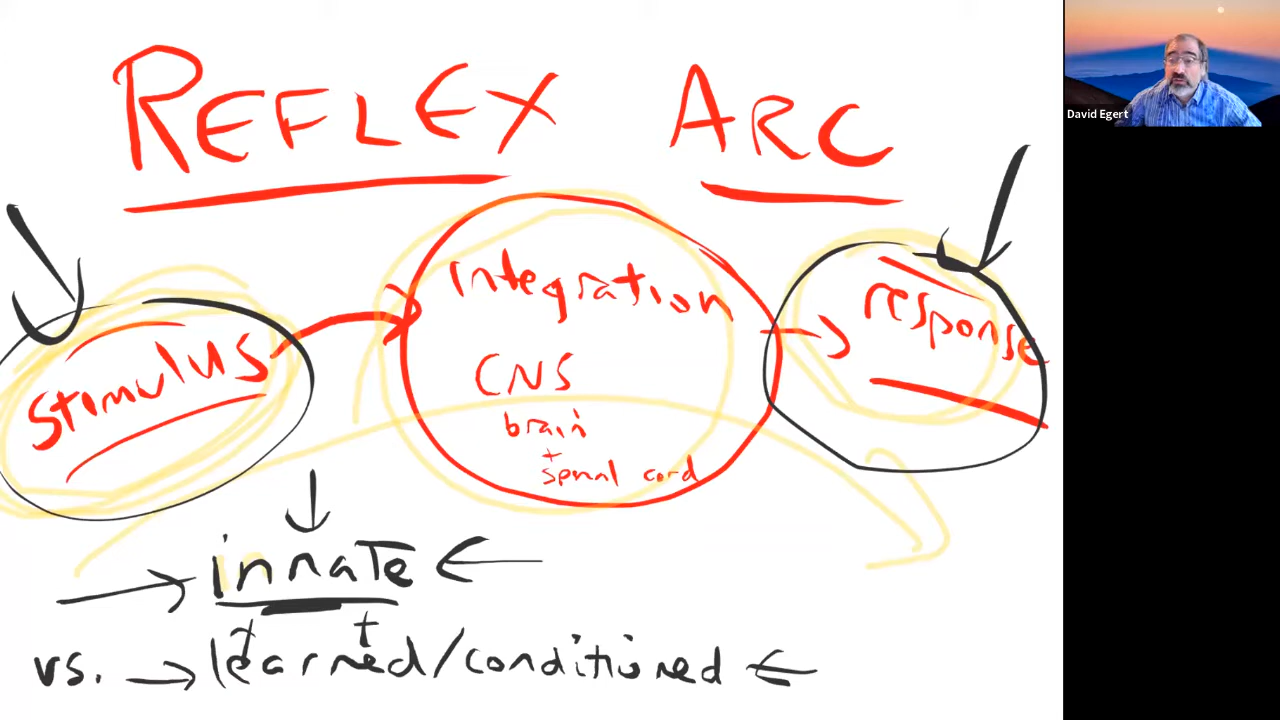 REFLEX ARC
David Egert
stimulus
integration
CNS
brain
+
spinal cord
response
innate
vs. learned/conditioned